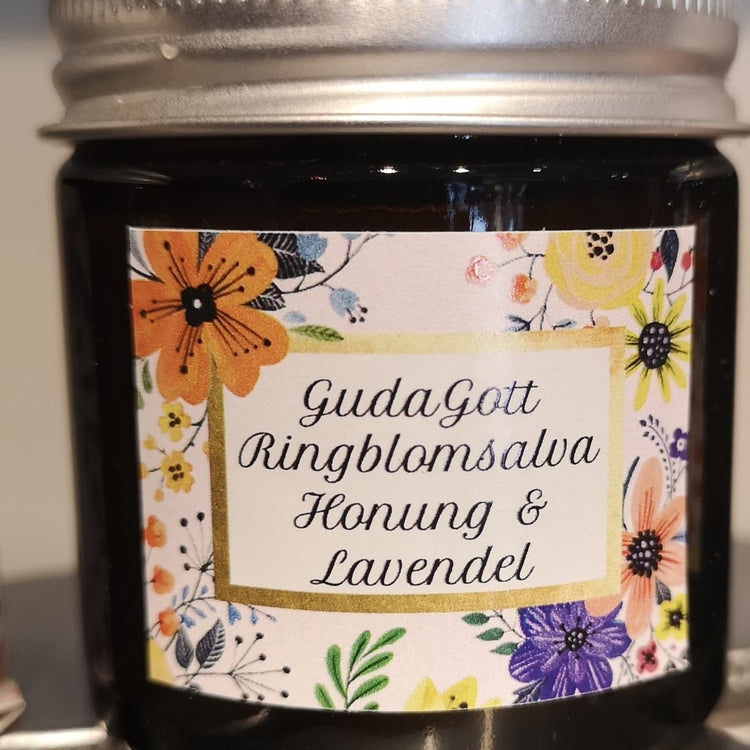 GudaGott
Ringblomsalva
Honung &
Lavendel